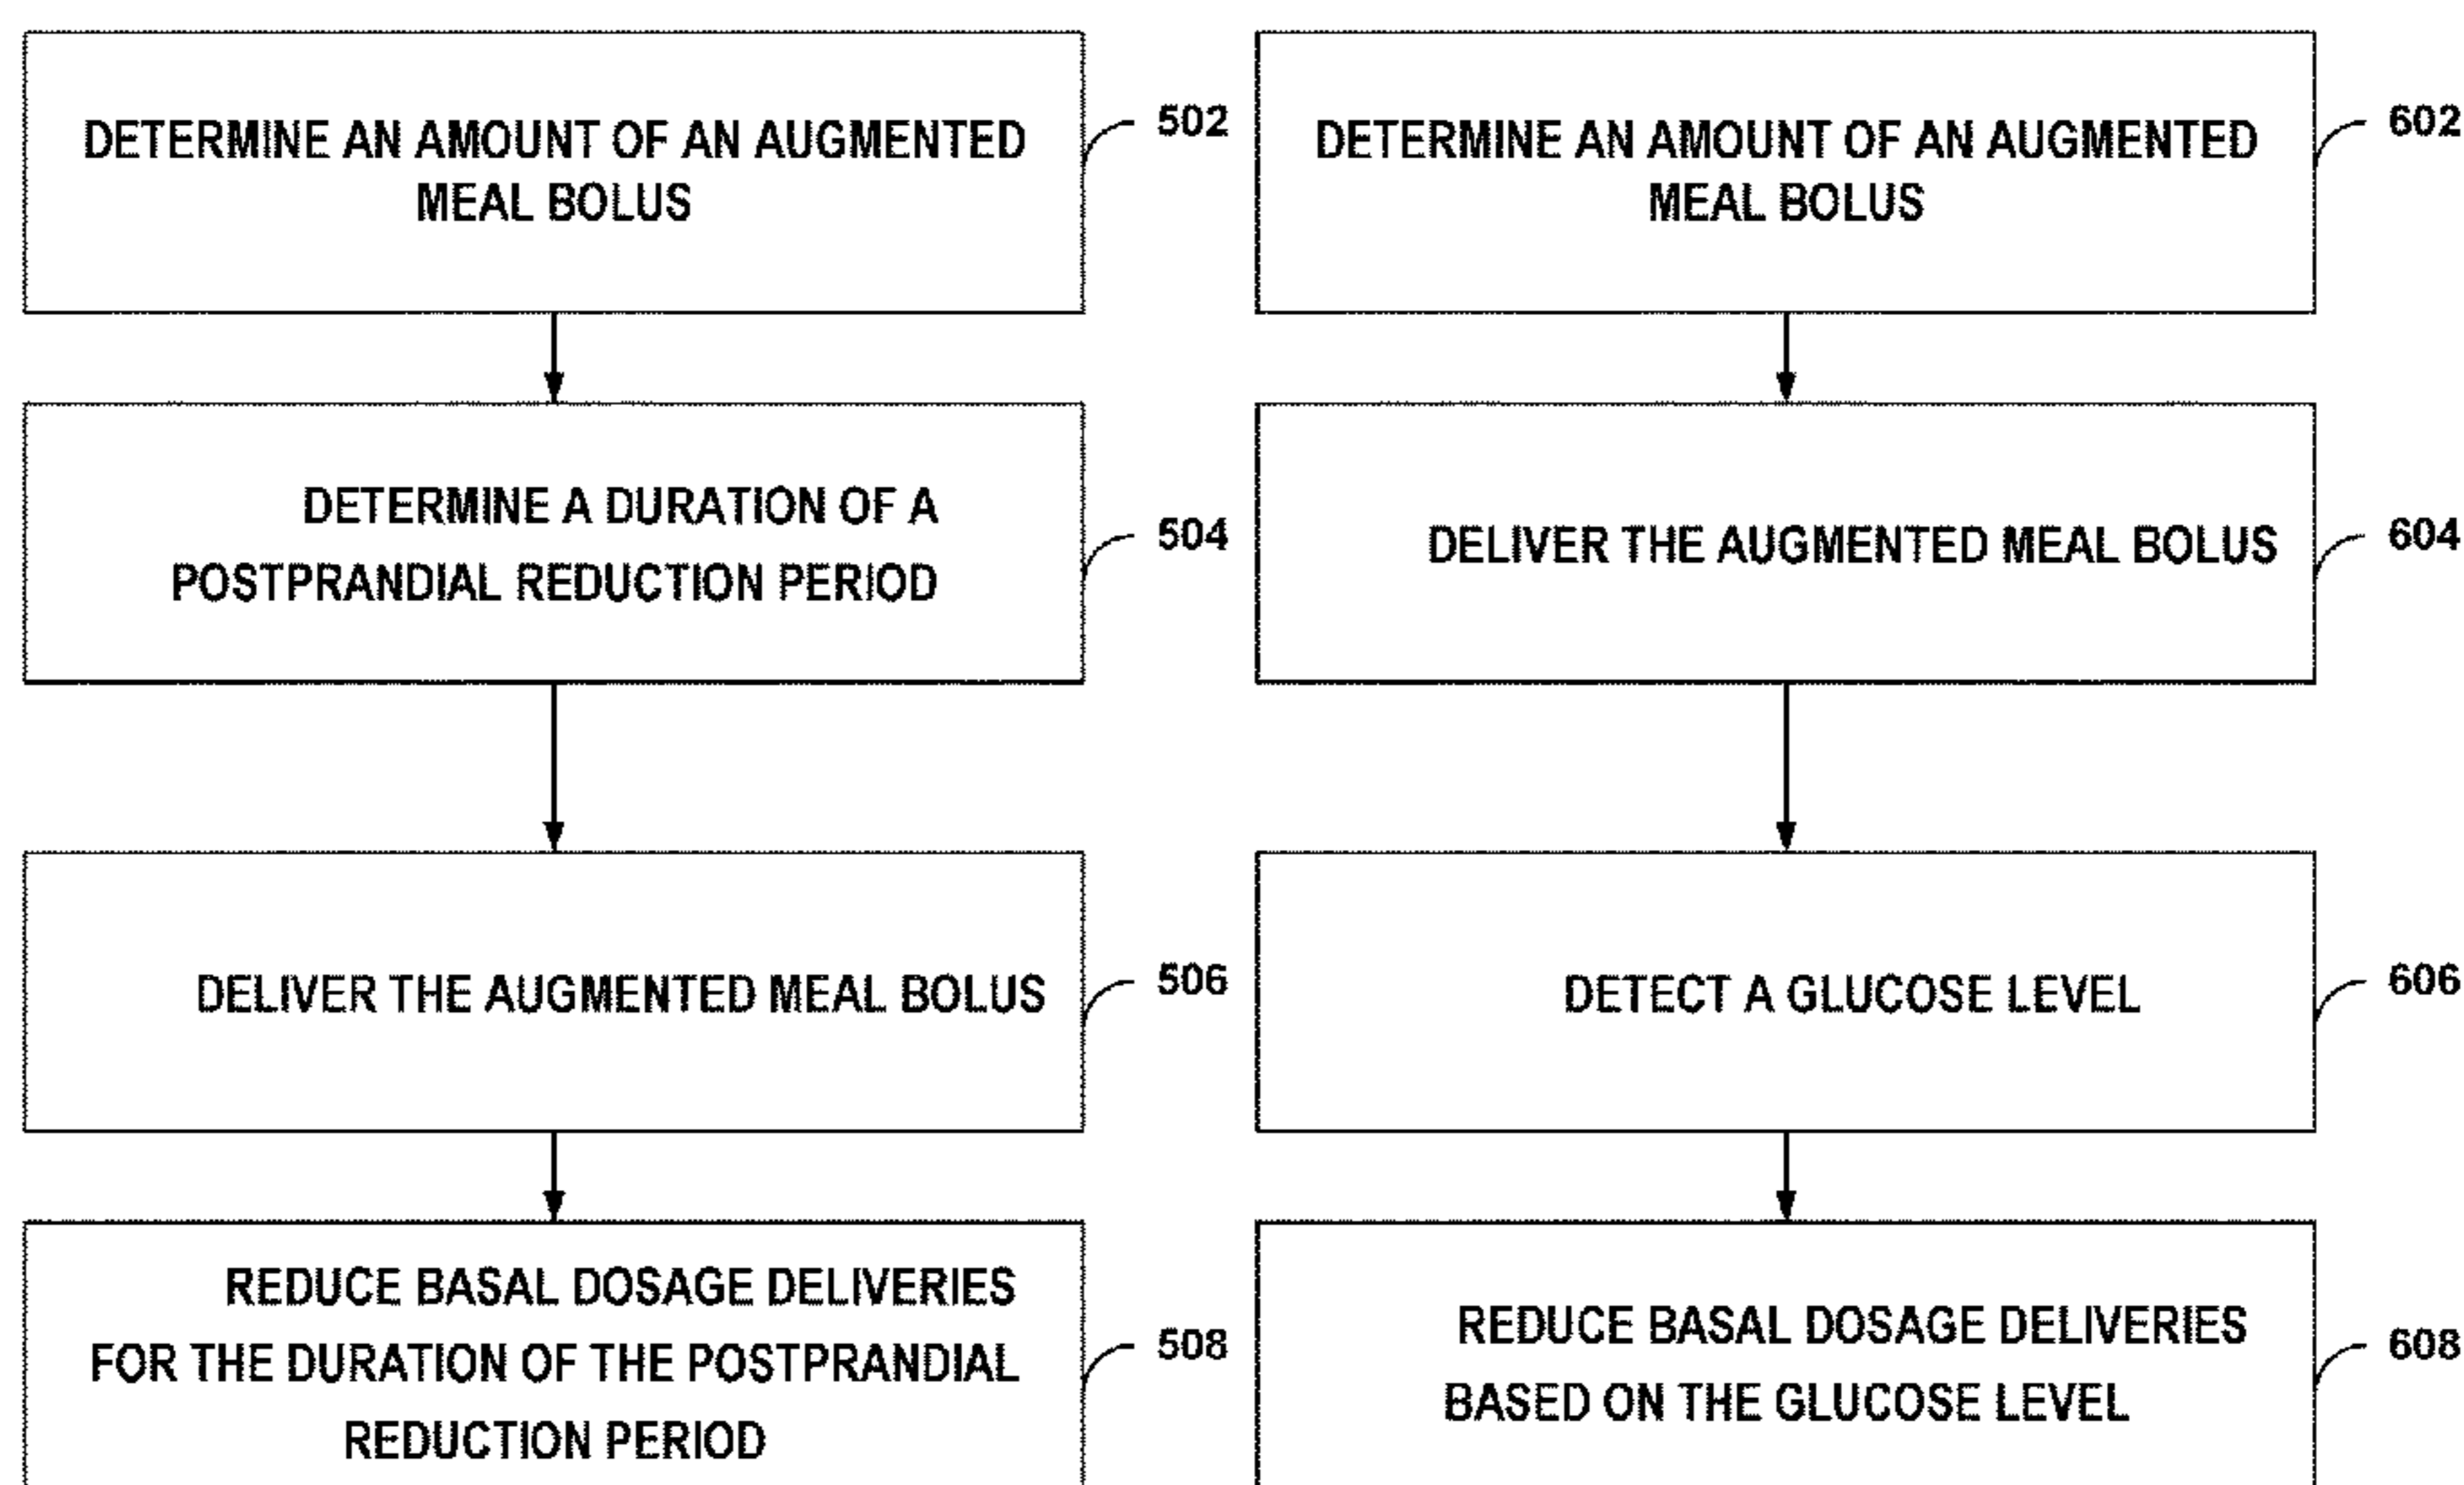 DETERMINE AN AMOUNT OF AN AUGMENTED
MEAL BOLUS
502
DETERMINE A DURATION OF A
POSTPRANDIAL REDUCTION PERIOD
504
DELIVER THE AUGMENTED MEAL BOLUS
506
REDUCE BASAL DOSAGE DELIVERIES
FOR THE DURATION OF THE POSTPRANDIAL
REDUCTION PERIOD
508
DETERMINE AN AMOUNT OF AN AUGMENTED
MEAL BOLUS
602
DELIVER THE AUGMENTED MEAL BOLUS
604
DETECT A GLUCOSE LEVEL
606
REDUCE BASAL DOSAGE DELIVERIES
BASED ON THE GLUCOSE LEVEL
608